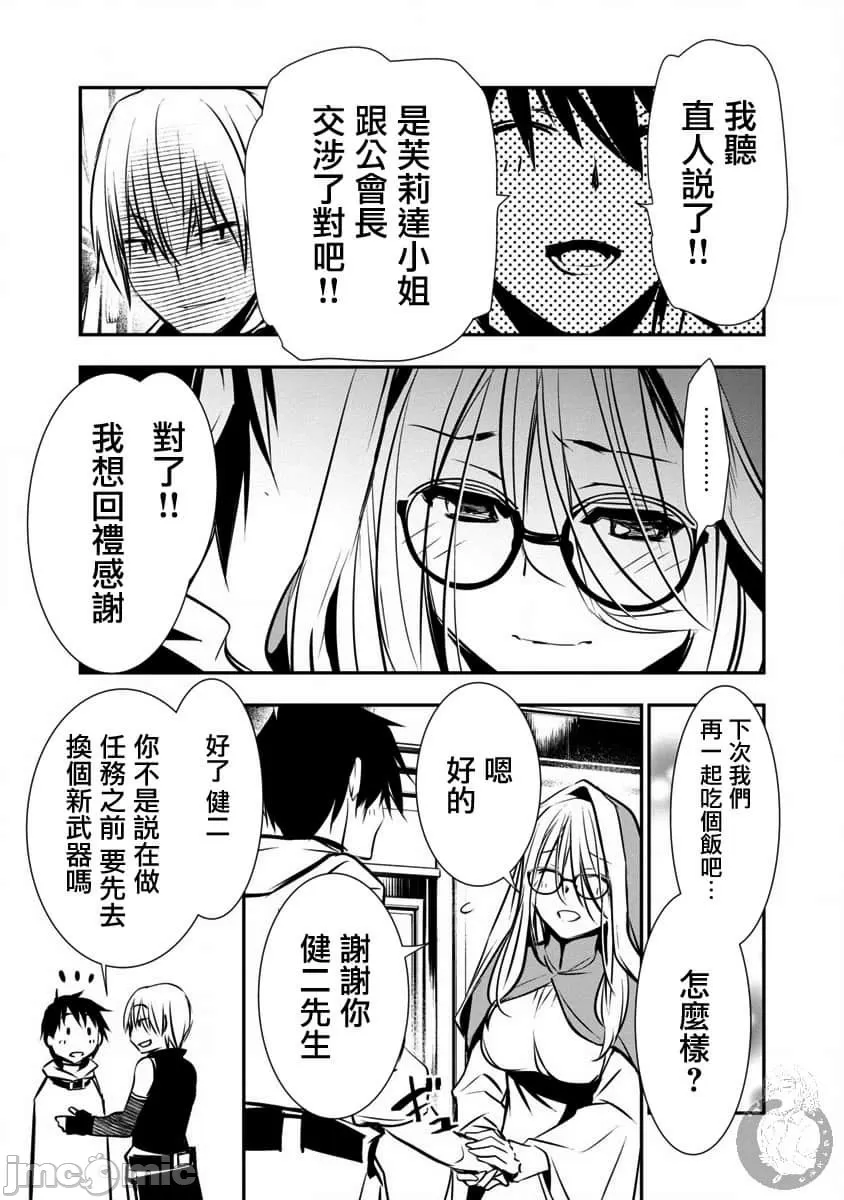 我聽
直人説了!!
是芙莉達小姐
跟公會長
交涉了對吧!!
………
………
對了!!
我想回禮感謝
下次我們
再一起吃個飯吧…
怎麼樣?
嗯
好的
謝謝你
健二先生
好了 健二
你不是説在做
任務之前 要先去
換個新武器嗎
!!!
jmcomic